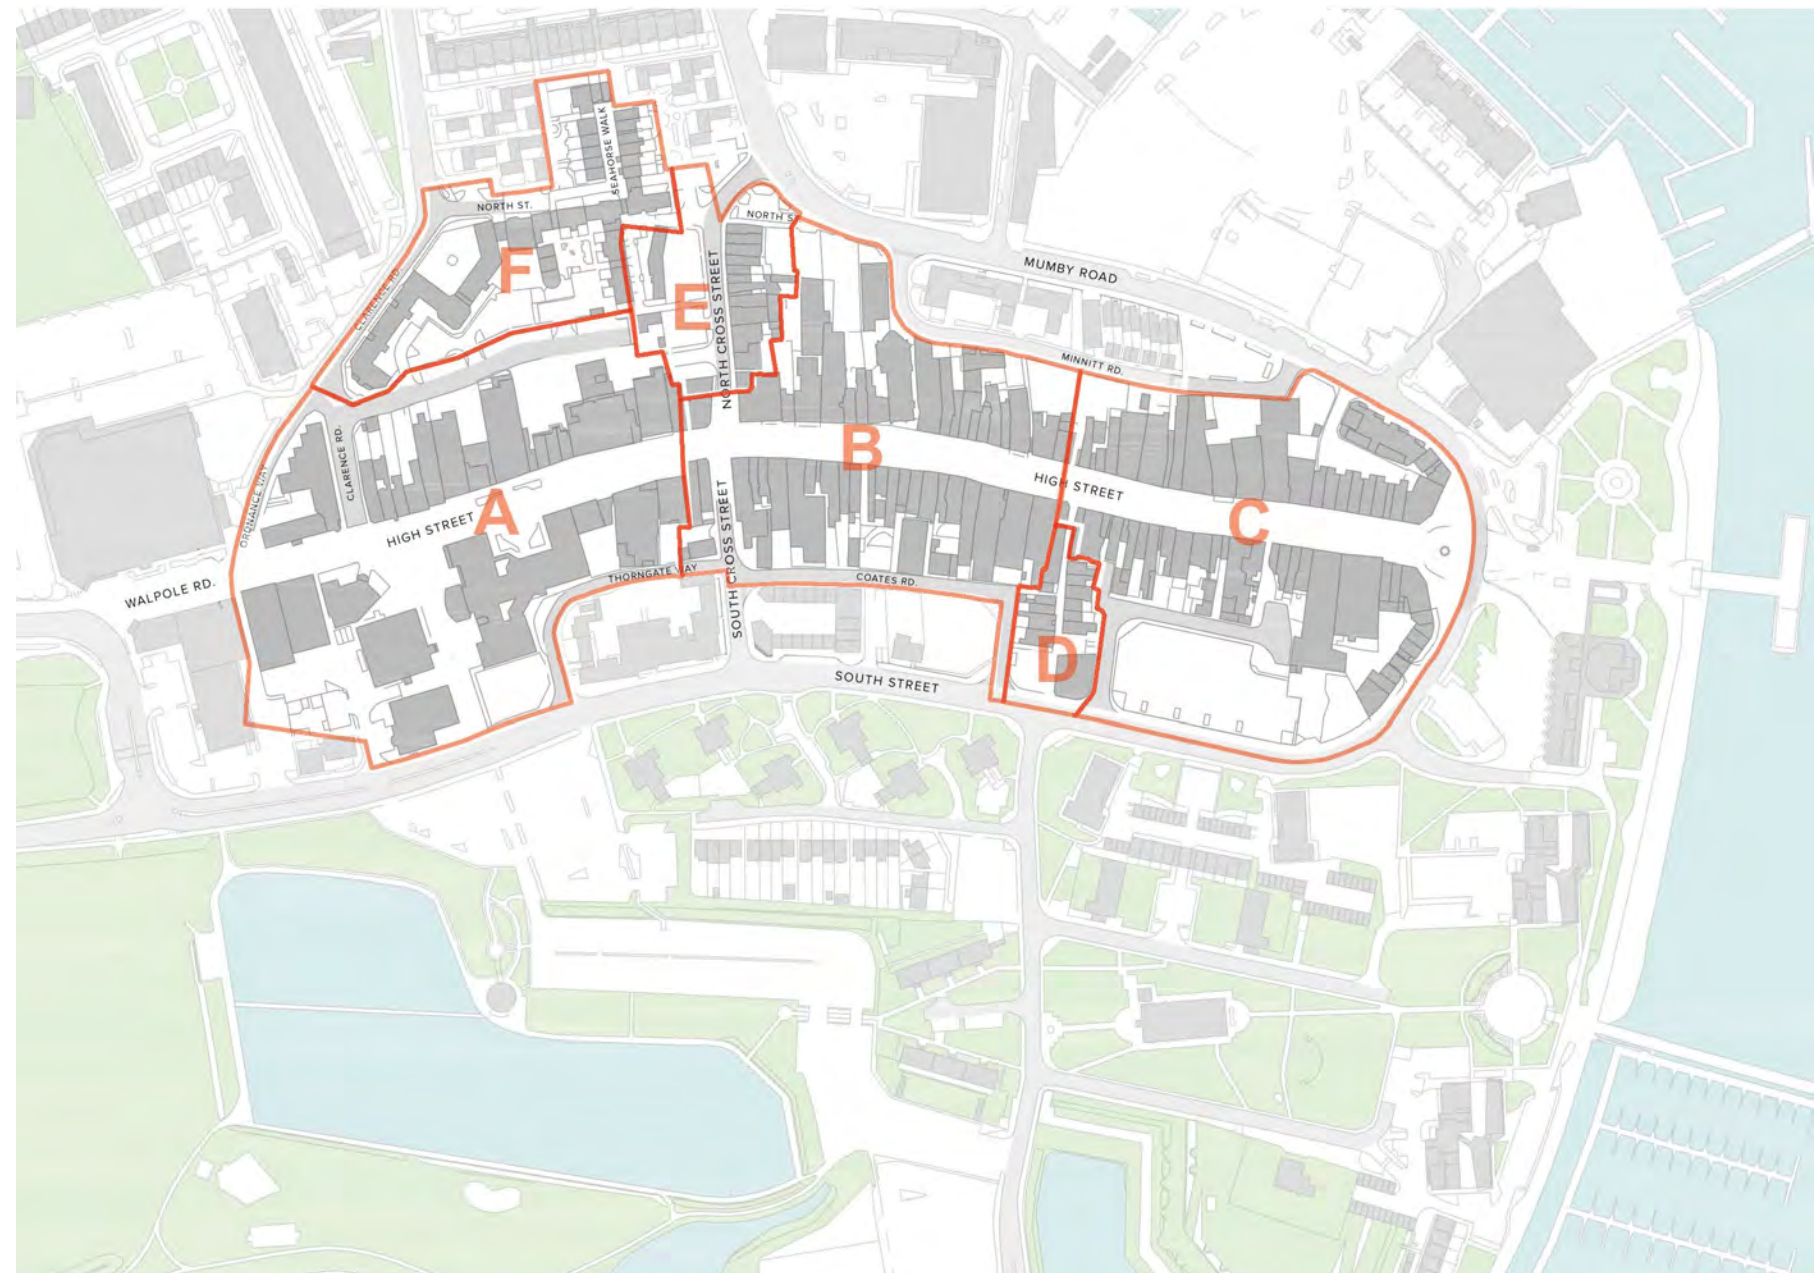 SEAHORSE WALK
NORTH ST.
NORTH S
F
CLARENCE RD.
E
NORTH CROSS STREET
MUMBY ROAD
MINNITT RD.
ORDNANCE WAY
CLARENCE RD.
B
HIGH STREET
HIGH STREET
A
C
SOUTH CROSS STREET
THORNGATE WAY
COATES RD.
WALPOLE RD.
D
SOUTH STREET